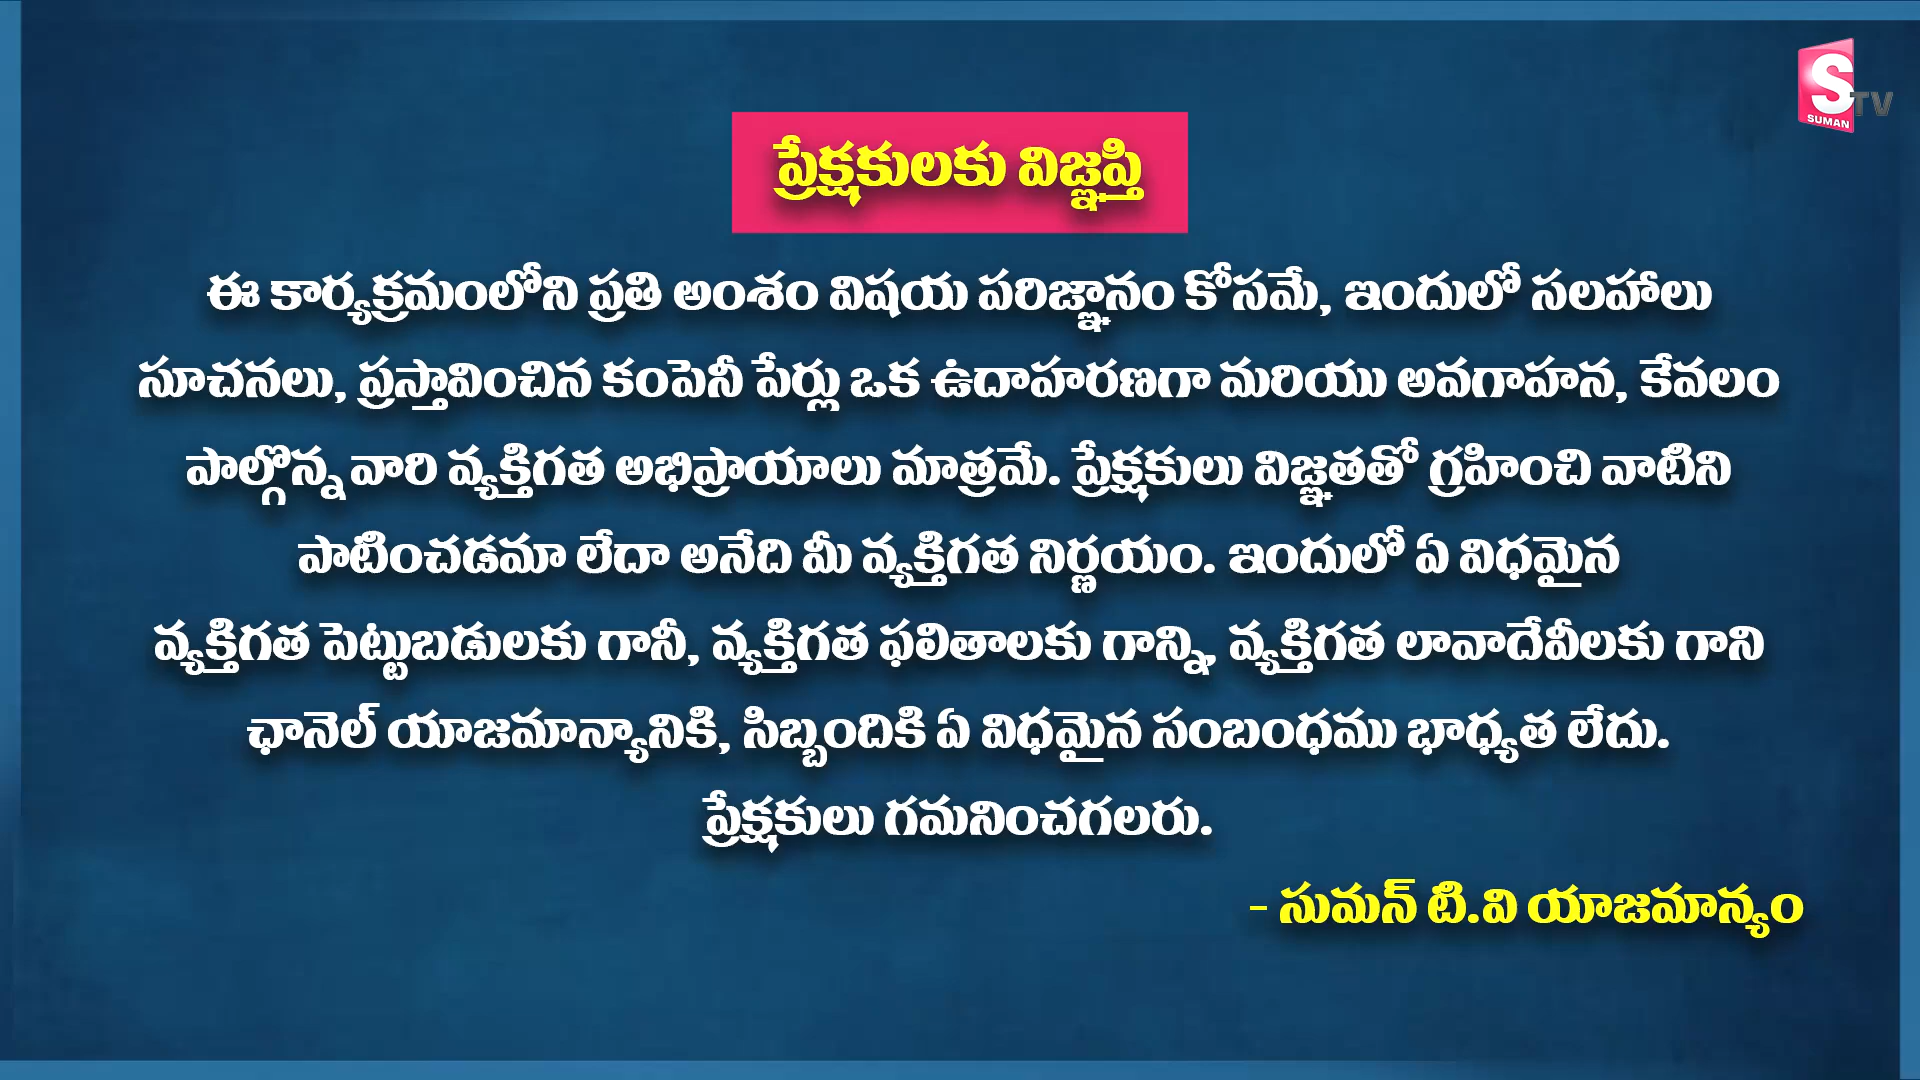 S
SUMAN TV
ప్రేక్షకులకు విజ్ఞప్తి
ఈ కార్యక్రమంలోని ప్రతి అంశం విషయ పరిజ్ఞానం కోసమే, ఇందులో సలహాలు
సూచనలు, ప్రస్తావించిన కంపెనీ పేర్లు ఒక ఉదాహరణగా మరియు అవగాహన, కేవలం
పాల్గొన్న వారి వ్యక్తిగత అభిప్రాయాలు మాత్రమే. ప్రేక్షకులు విజ్ఞతతో గ్రహించి వాటిని
పాటించడమా లేదా అనేది మీ వ్యక్తిగత నిర్ణయం. ఇందులో ఏ విధమైన
వ్యక్తిగత పెట్టుబడులకు గానీ, వ్యక్తిగత ఫలితాలకు గాన్ని, వ్యక్తిగత లావాదేవీలకు గాని
ఛానెల్ యాజమాన్యానికి, సిబ్బందికి ఏ విధమైన సంబంధము భాధ్యత లేదు.
ప్రేక్షకులు గమనించగలరు.
- సుమన్ టి.వి యాజమాన్యం